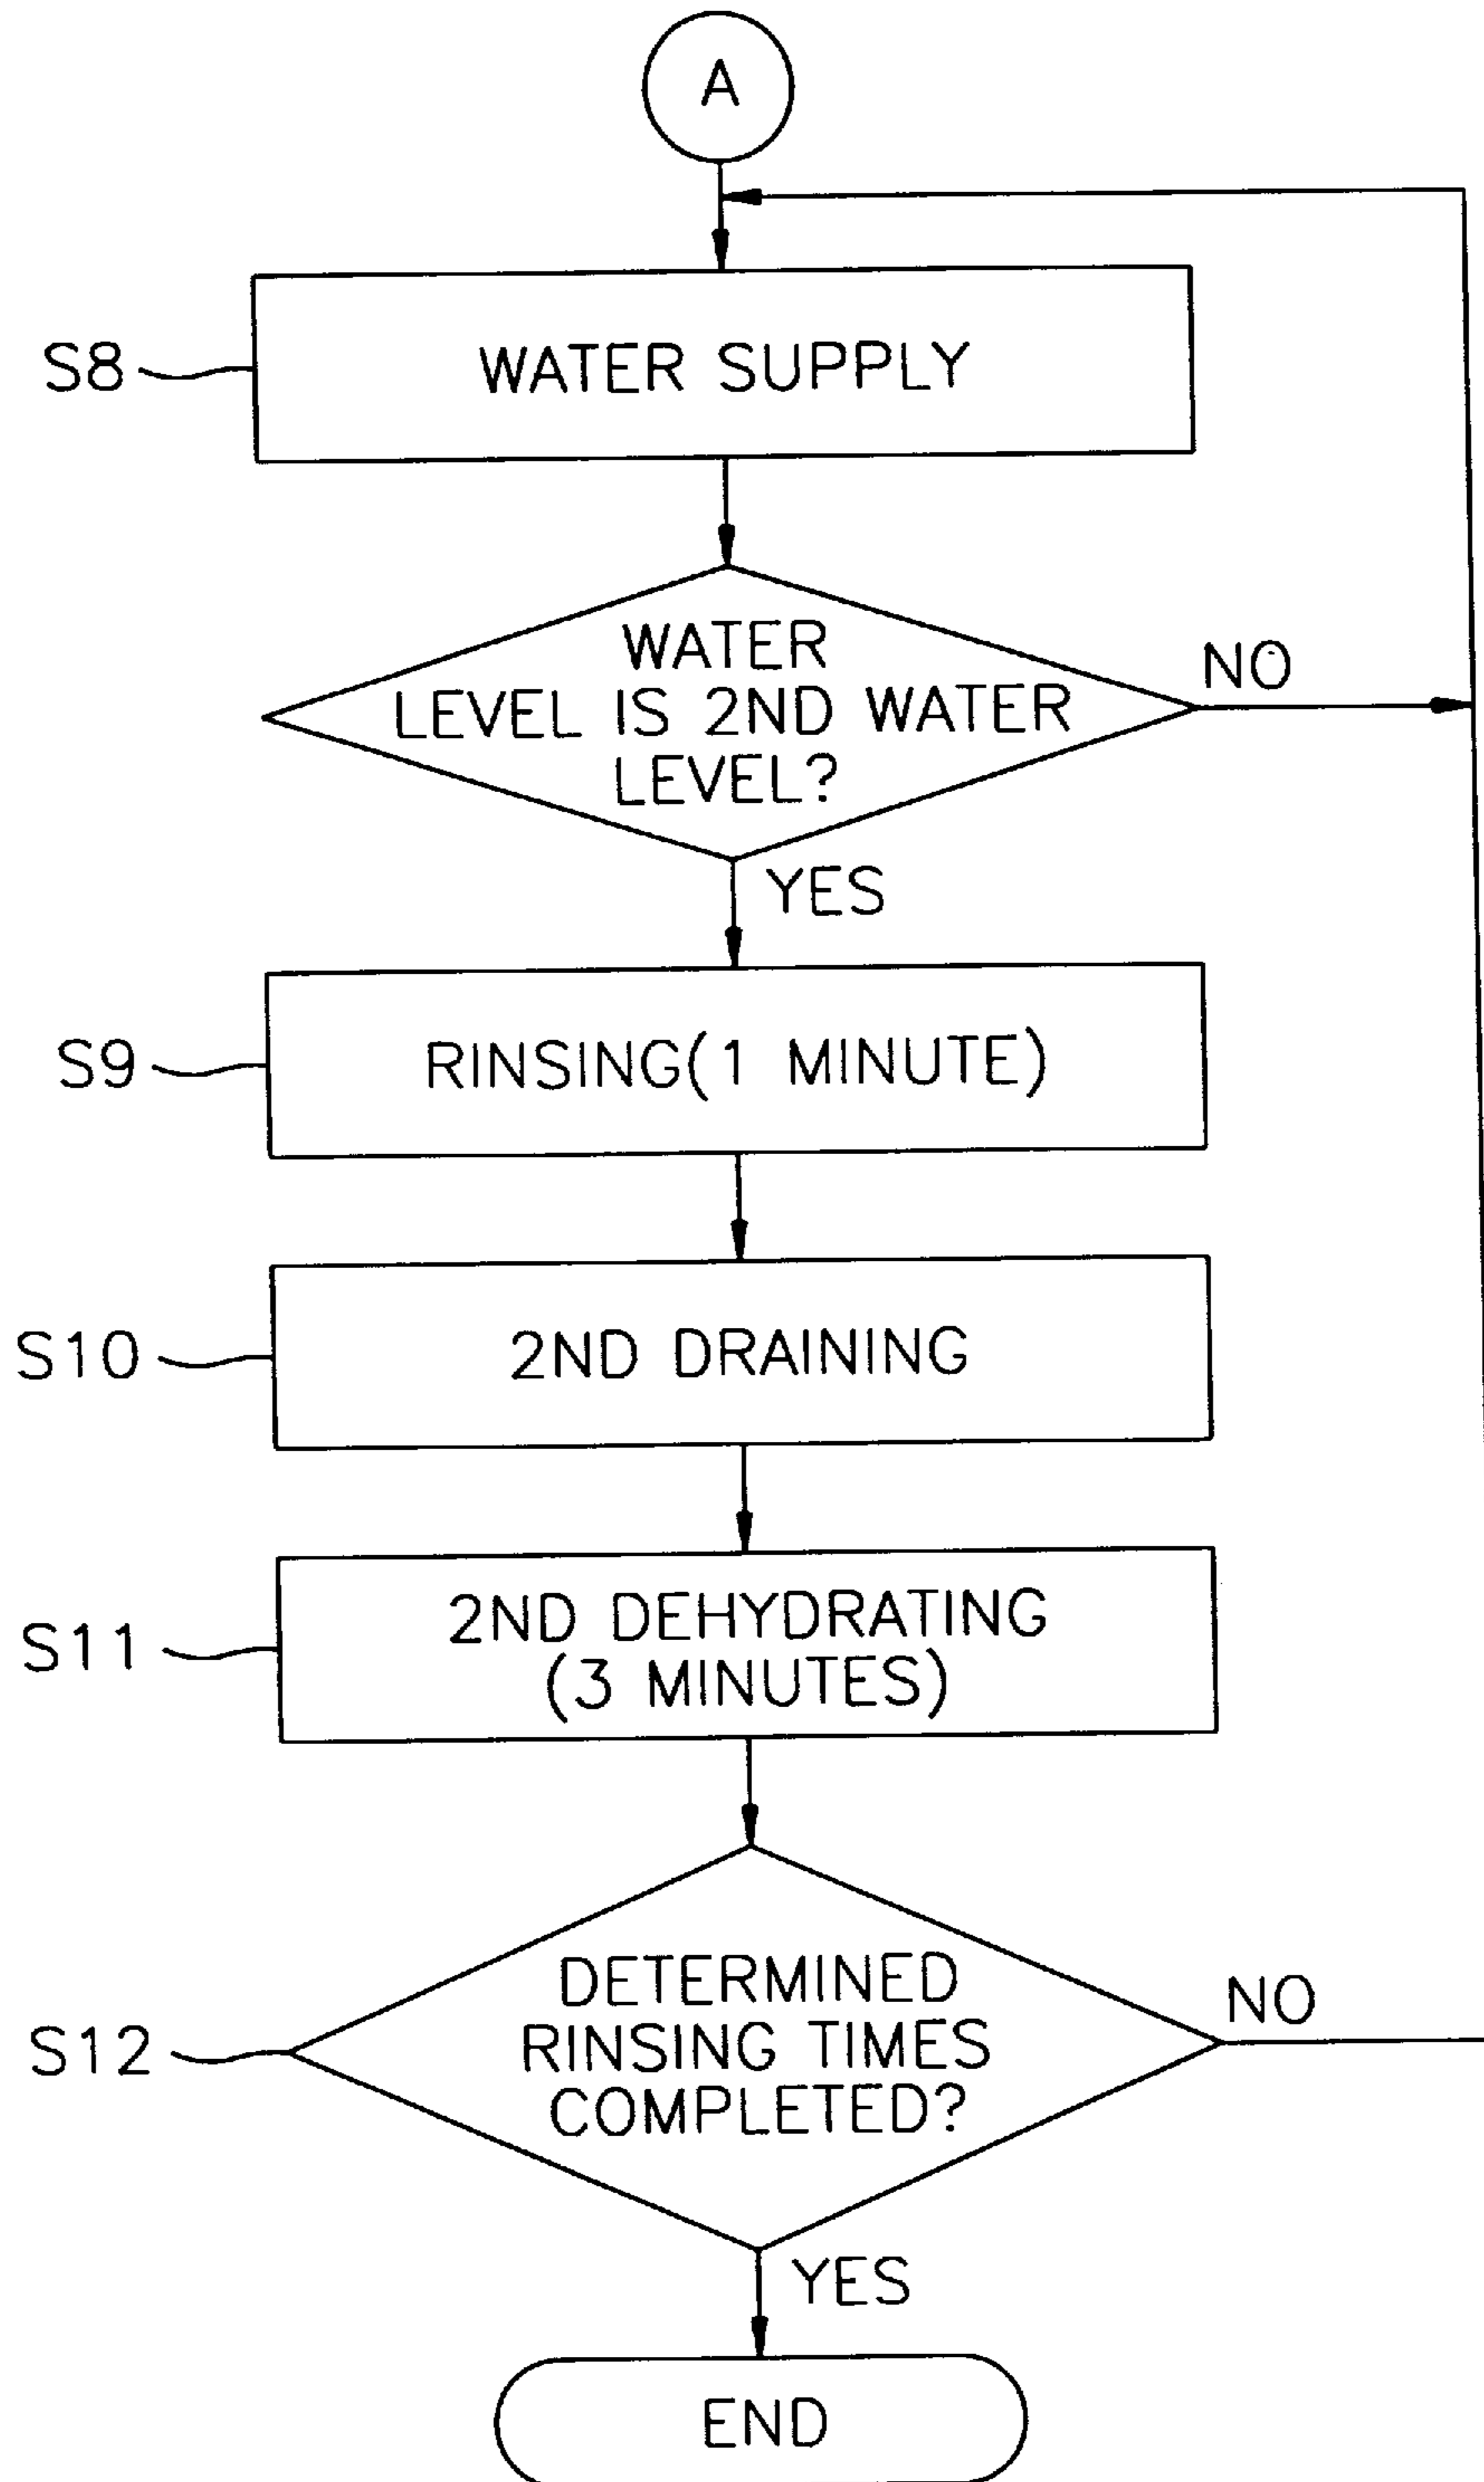 A
S8
WATER SUPPLY
WATER
LEVEL IS 2ND WATER
LEVEL?
NO
YES
S9
RINSING(1 MINUTE)
S10
2ND DRAINING
S11
2ND DEHYDRATING
(3 MINUTES)
S12
DETERMINED
RINSING TIMES
COMPLETED?
NO
YES
END